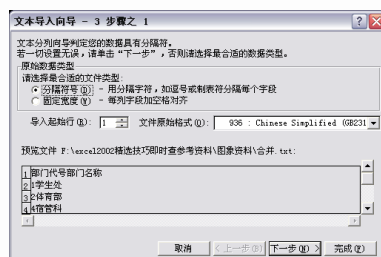 文本导入向导 - 3 步骤之 1
文本分列向导判定您的数据具有分隔符。
若一切设置无误，请单击“下一步”，否则请选择最合适的数据类型。
原始数据类型
请选择最合适的文件类型:
分隔符号(D) - 用分隔字符，如逗号或制表符分隔每个字段
固定宽度(W) - 每列字段加空格对齐
导入起始行(R): 1 文件原始格式(O): 936 : Chinese Simplified (GB231
预览文件 F:\excel2002精选技巧即时查参考资料\图象资料\合并.txt:
1 部门代号部门名称
2 1学生处
3 2体育部
4 4宿管科
取消 < 上一步(B) 下一步(N) > 完成(F)